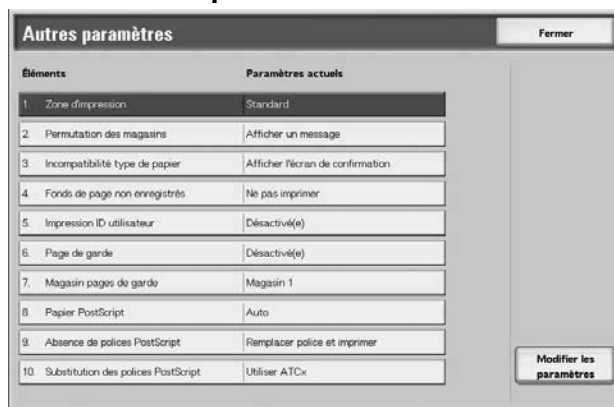 Autres paramètres
Fermer
Éléments Paramètres actuels
1. Zone d'impression Standard
2. Permutation des magasins Afficher un message
3. Incompatibilité type de papier Afficher l'écran de confirmation
4. Fonds de page non enregistrés Ne pas imprimer
5. Impression ID utilisateur Désactivé(e)
6. Page de garde Désactivé(e)
7. Magasin pages de garde Magasin 1
8. Papier PostScript Auto
9. Absence de polices PostScript Remplacer police et imprimer
10. Substitution des polices PostScript Utiliser ATCx
Modifier les
paramètres